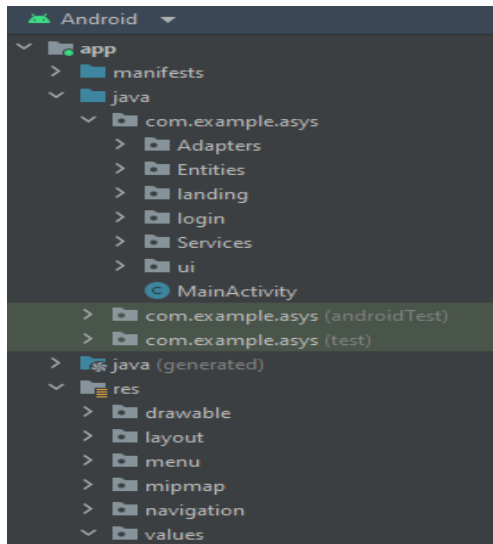 Android
app
manifests
java
com.example.asys
Adapters
Entities
landing
login
Services
ui
C MainActivity
com.example.asys (androidTest)
com.example.asys (test)
java (generated)
res
drawable
layout
menu
mipmap
navigation
values